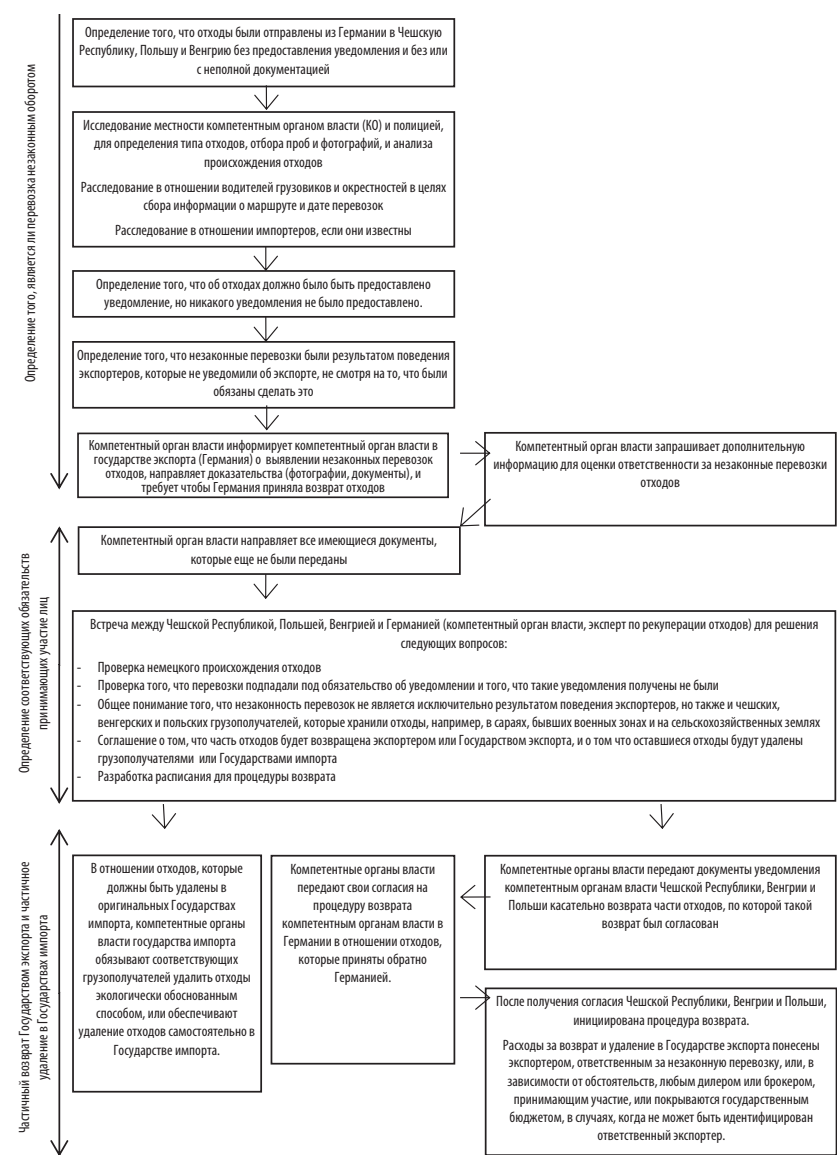 Определение того, является ли перевозка незаконным оборотом
Определение того, что отходы были отправлены из Германии в Чешскую
Республику, Польшу и Венгрию без предоставления уведомления и без или
с неполной документацией
Исследование местности компетентным органом власти (КО) и полицией,
для определения типа отходов, отбора проб и фотографий, и анализа
происхождения отходов
Расследование в отношении водителей грузовиков и окрестностей в целях
сбора информации о маршруте и дате перевозок
Расследование в отношении импортеров, если они известны
Определение того, что об отходах должно было быть предоставлено
уведомление, но никакого уведомления не было предоставлено.
Определение того, что незаконные перевозки были результатом поведения
экспортеров, которые не уведомили об экспорте, не смотря на то, что были
обязаны сделать это
Компетентный орган власти информирует компетентный орган власти в
государстве экспорта (Германия) о выявлении незаконных перевозок
отходов, направляет доказательства (фотографии, документы), и
требует чтобы Германия приняла возврат отходов
Компетентный орган власти запрашивает дополнительную
информацию для оценки ответственности за незаконные перевозки
отходов
Определение соответствующих обязательств
принимающих участие лиц
Компетентный орган власти направляет все имеющиеся документы,
которые еще не были переданы
Встреча между Чешской Республикой, Польшей, Венгрией и Германией (компетентный орган власти, эксперт по рекуперации отходов) для решения
следующих вопросов:
- Проверка немецкого происхождения отходов
- Проверка того, что перевозки подпадали под обязательство об уведомлении и того, что такие уведомления получены не были
- Общее понимание того, что незаконность перевозок не является исключительно результатом поведения экспортеров, но также и чешских,
венгерских и польских грузополучателей, которые хранили отходы, например, в сараях, бывших военных зонах и на сельскохозяйственных землях
- Соглашение о том, что часть отходов будет возвращена экспортером или Государством экспорта, и о том что оставшиеся отходы будут удалены
грузополучателями или Государствами импорта
- Разработка расписания для процедуры возврата
Частичный возврат Государством экспорта и частичное
удаление в Государствах импорта
В отношении отходов, которые
должны быть удалены в
оригинальных Государствах
импорта, компетентные органы
власти государства импорта
обязывают соответствующих
грузополучателей удалить отходы
экологически обоснованным
способом, или обеспечивают
удаление отходов самостоятельно в
Государстве импорта.
Компетентные органы власти
передают свои согласия на
процедуру возврата
компетентным органам власти в
Германии в отношении отходов,
которые приняты обратно
Германией.
Компетентные органы власти передают документы уведомления
компетентным органам власти Чешской Республики, Венгрии и
Польши касательно возврата части отходов, по которой такой
возврат был согласован
После получения согласия Чешской Республики, Венгрии и Польши,
инициирована процедура возврата.
Расходы за возврат и удаление в Государстве экспорта понесены
экспортером, ответственным за незаконную перевозку, или, в
зависимости от обстоятельств, любым дилером или брокером,
принимающим участие, или покрываются государственным
бюджетом, в случаях, когда не может быть идентифицирован
ответственный экспортер.